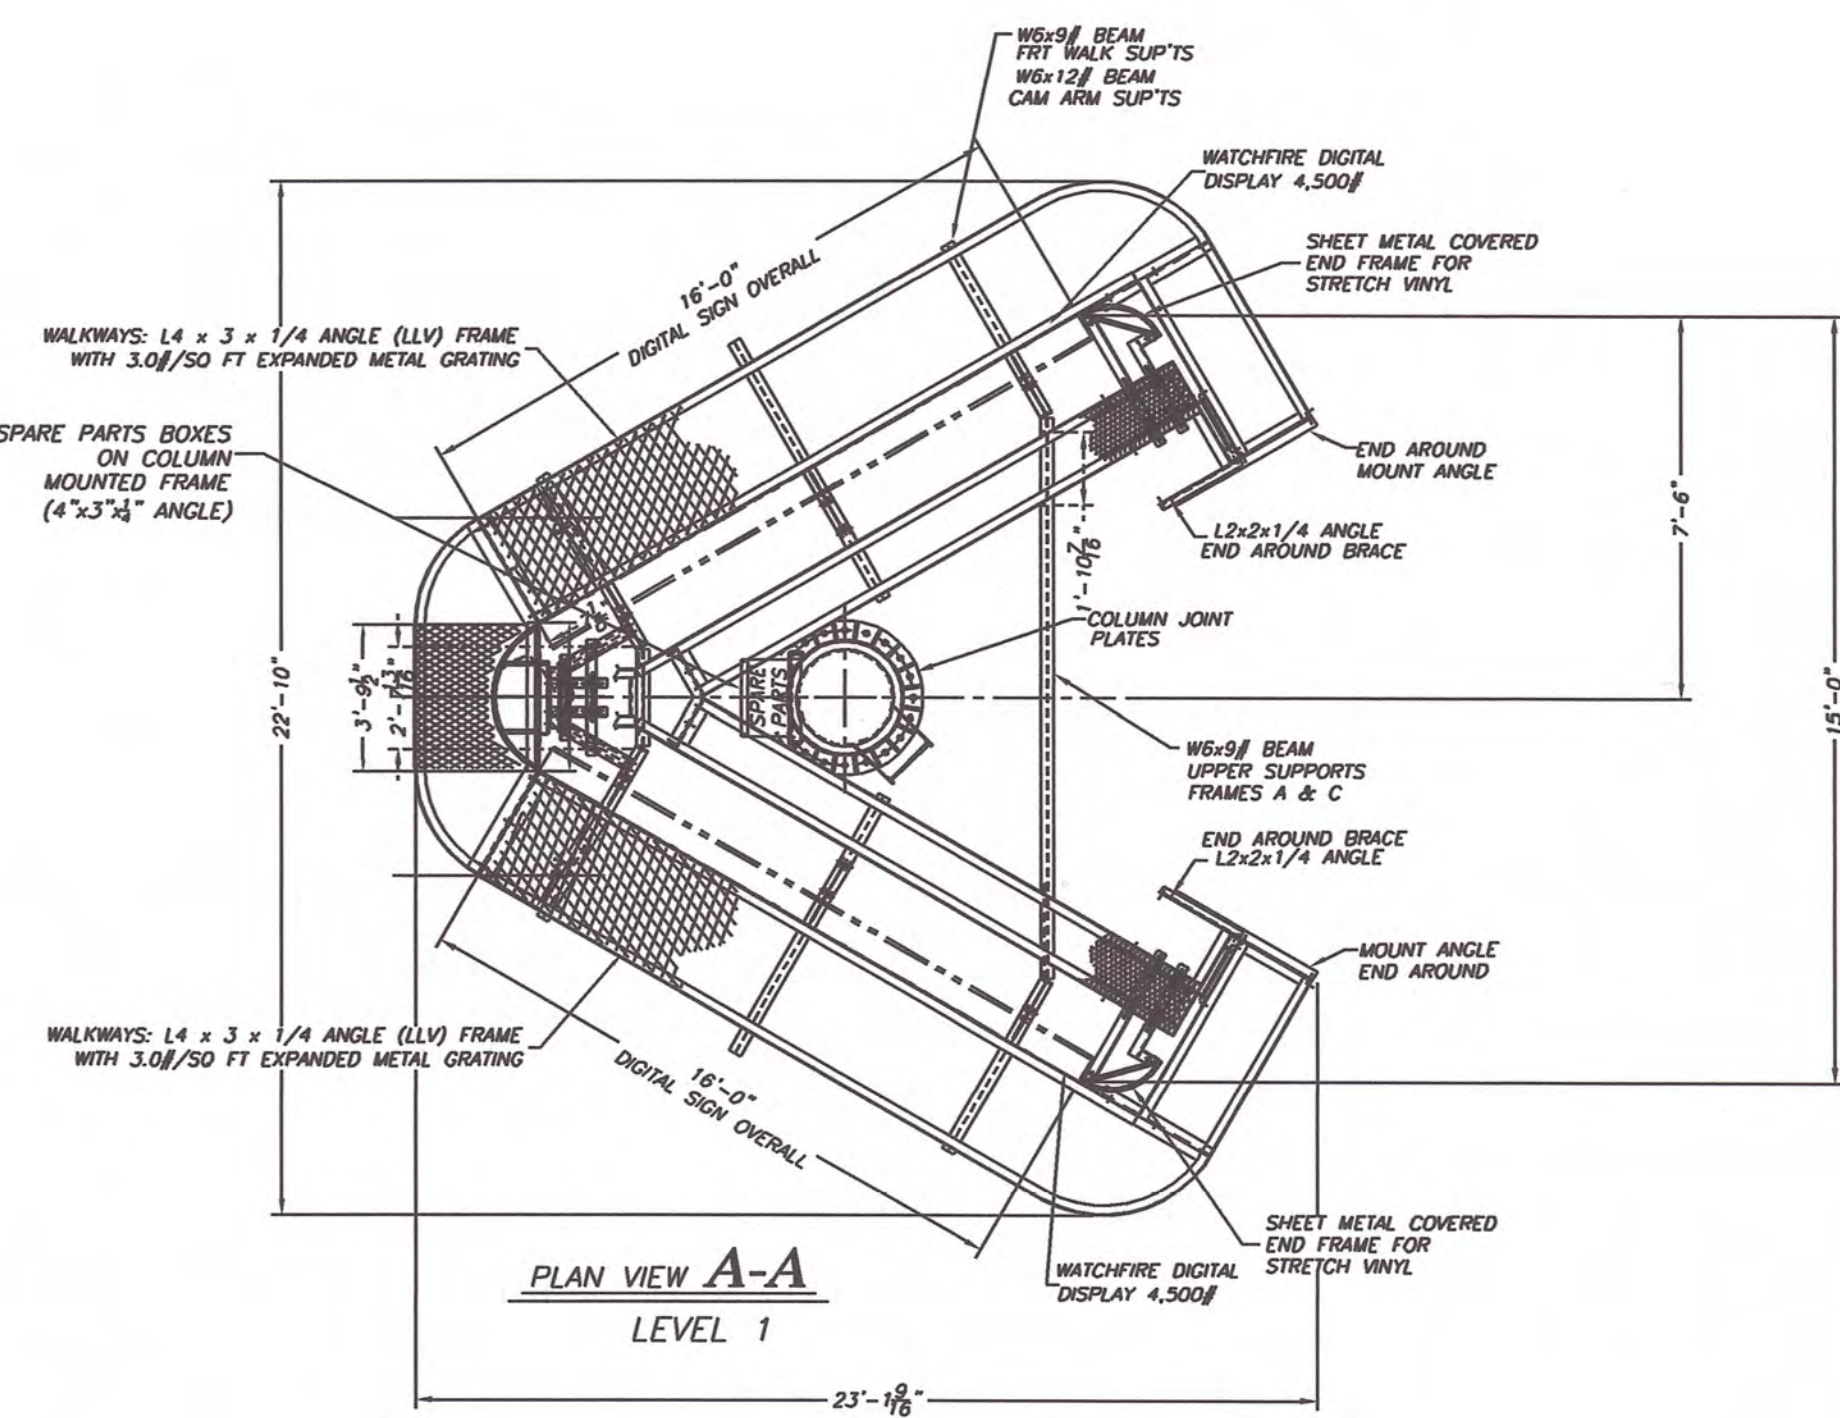 W6x9# BEAM
FRT WALK SUP'TS
W6x12# BEAM
CAM ARM SUP'TS
WATCHFIRE DIGITAL
DISPLAY 4,500#
SHEET METAL COVERED
END FRAME FOR
STRETCH VINYL
16'-0"
DIGITAL SIGN OVERALL
WALKWAYS: L4 x 3 x 1/4 ANGLE (LLV) FRAME
WITH 3.0#/SQ FT EXPANDED METAL GRATING
SPARE PARTS BOXES
ON COLUMN
MOUNTED FRAME
(4"x3"x1/4" ANGLE)
END AROUND
MOUNT ANGLE
L2x2x1/4 ANGLE
END AROUND BRACE
7'-6"
1'-10 7/16"
COLUMN JOINT
PLATES
22'-10"
3'-9 1/2"
2'-7 13/16"
SPARE
PARTS
15'-0"
W6x9# BEAM
UPPER SUPPORTS
FRAMES A & C
END AROUND BRACE
L2x2x1/4 ANGLE
MOUNT ANGLE
END AROUND
WALKWAYS: L4 x 3 x 1/4 ANGLE (LLV) FRAME
WITH 3.0#/SQ FT EXPANDED METAL GRATING
16'-0"
DIGITAL SIGN OVERALL
SHEET METAL COVERED
END FRAME FOR
STRETCH VINYL
WATCHFIRE DIGITAL
DISPLAY 4,500#
PLAN VIEW A-A
LEVEL 1
23'-1 9/16"